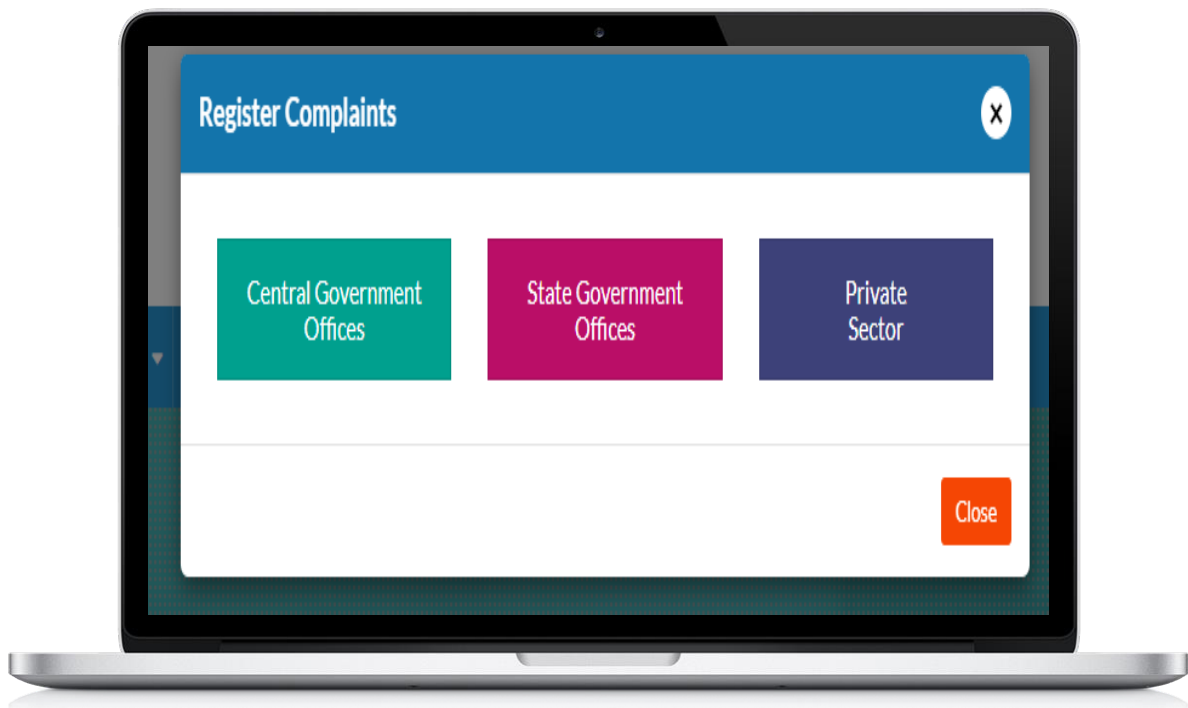 Register Complaints
×
Central Government
Offices
State Government
Offices
Private
Sector
Close